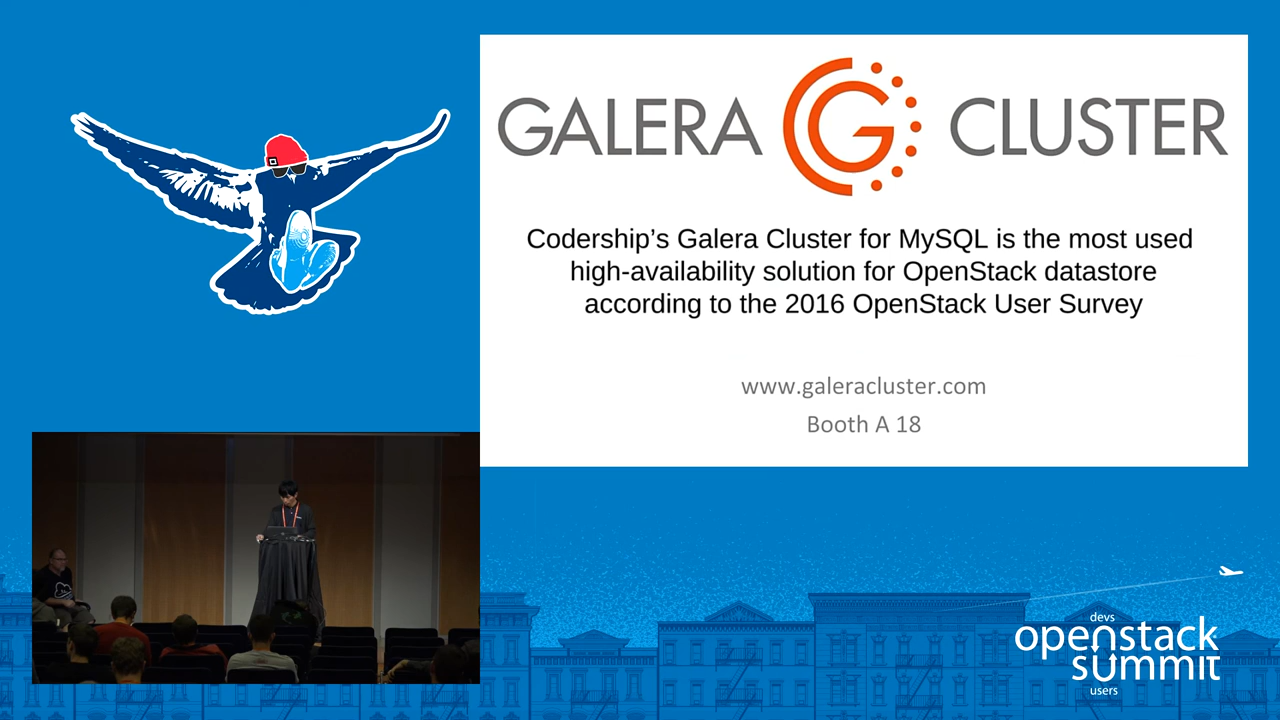 GALERA G CLUSTER
Codership's Galera Cluster for MySQL is the most used
high-availability solution for OpenStack datastore
according to the 2016 OpenStack User Survey
www.galeracluster.com
Booth A 18
devs
openstack
summit
users